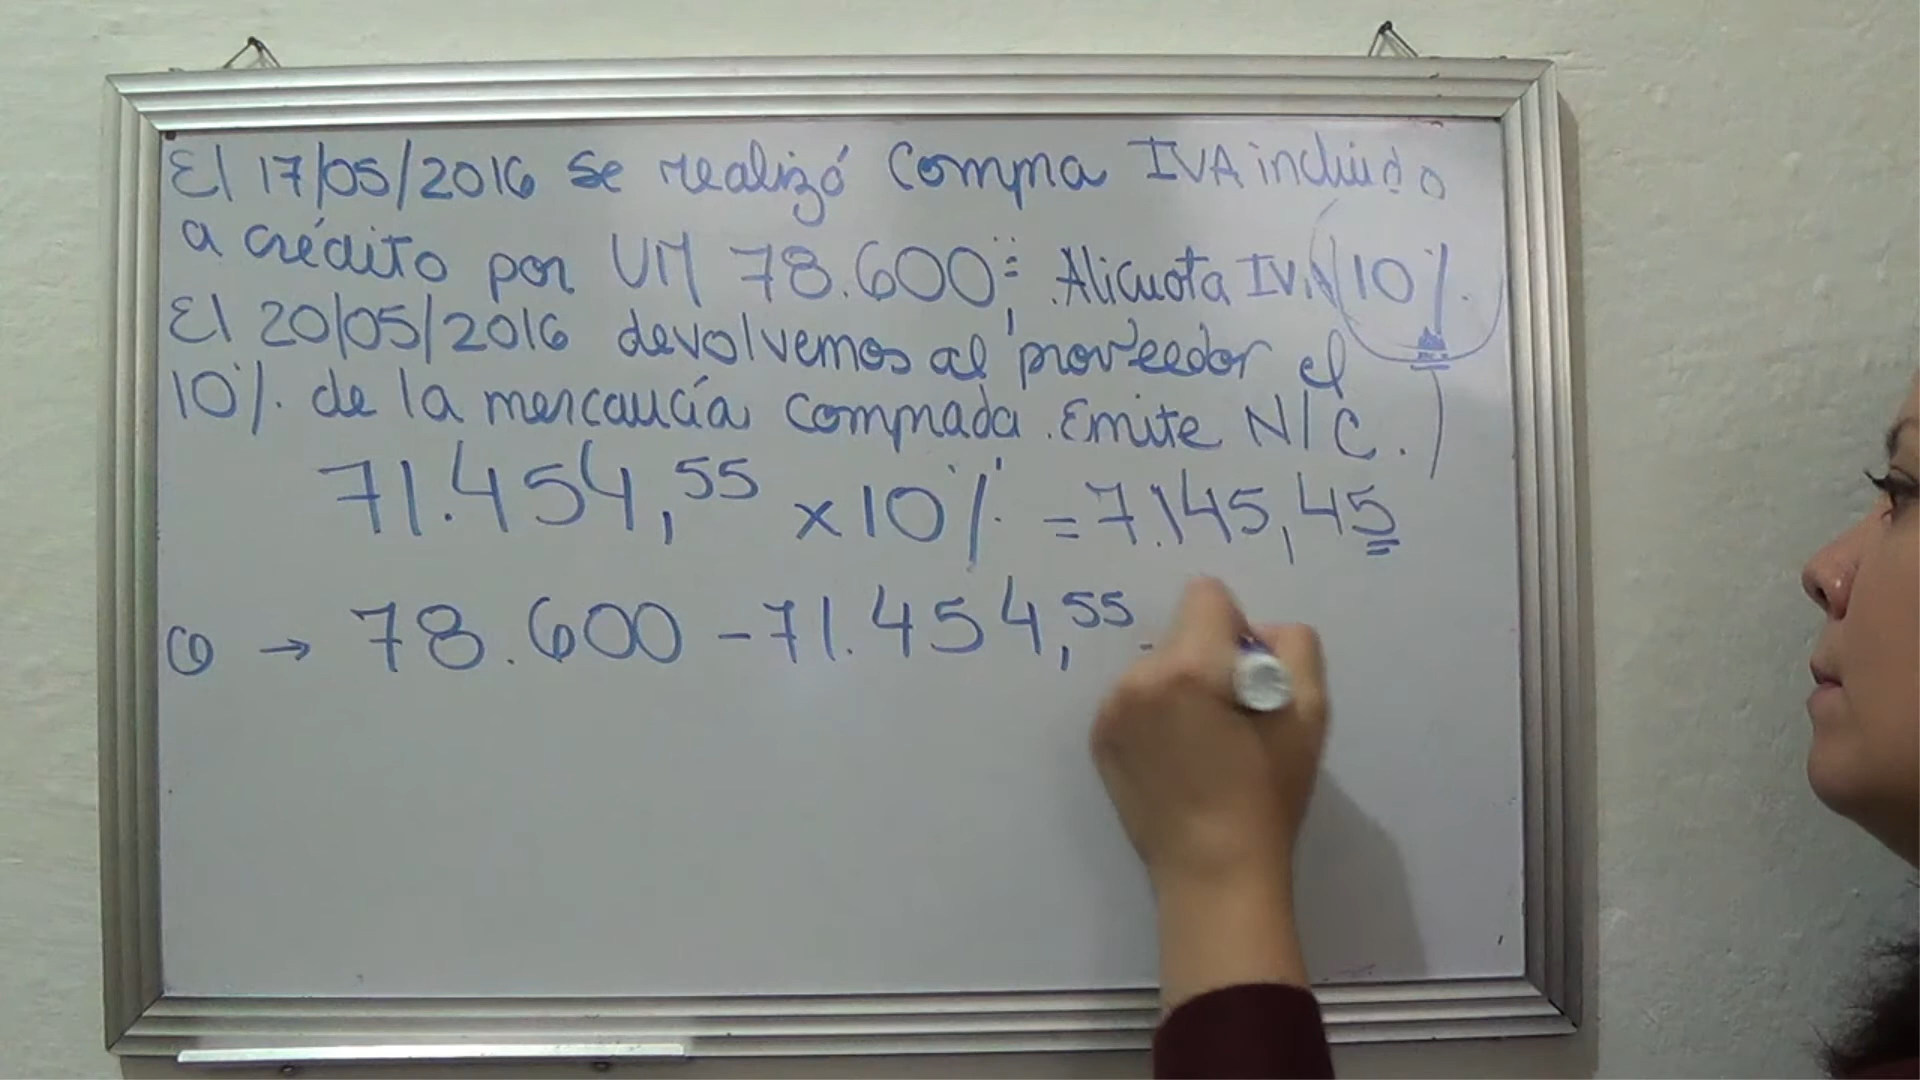 El 17/05/2016 se realizó compra IVA incluido
a crédito por UM 78.600= Alicuota IVA 10%.
El 20/05/2016 devolvemos al proveedor el
10%. de la mercancía comprada. Emite N/C.
71.454,55 x 10% = 7.145,45
ó → 78.600 - 71.454,55 =